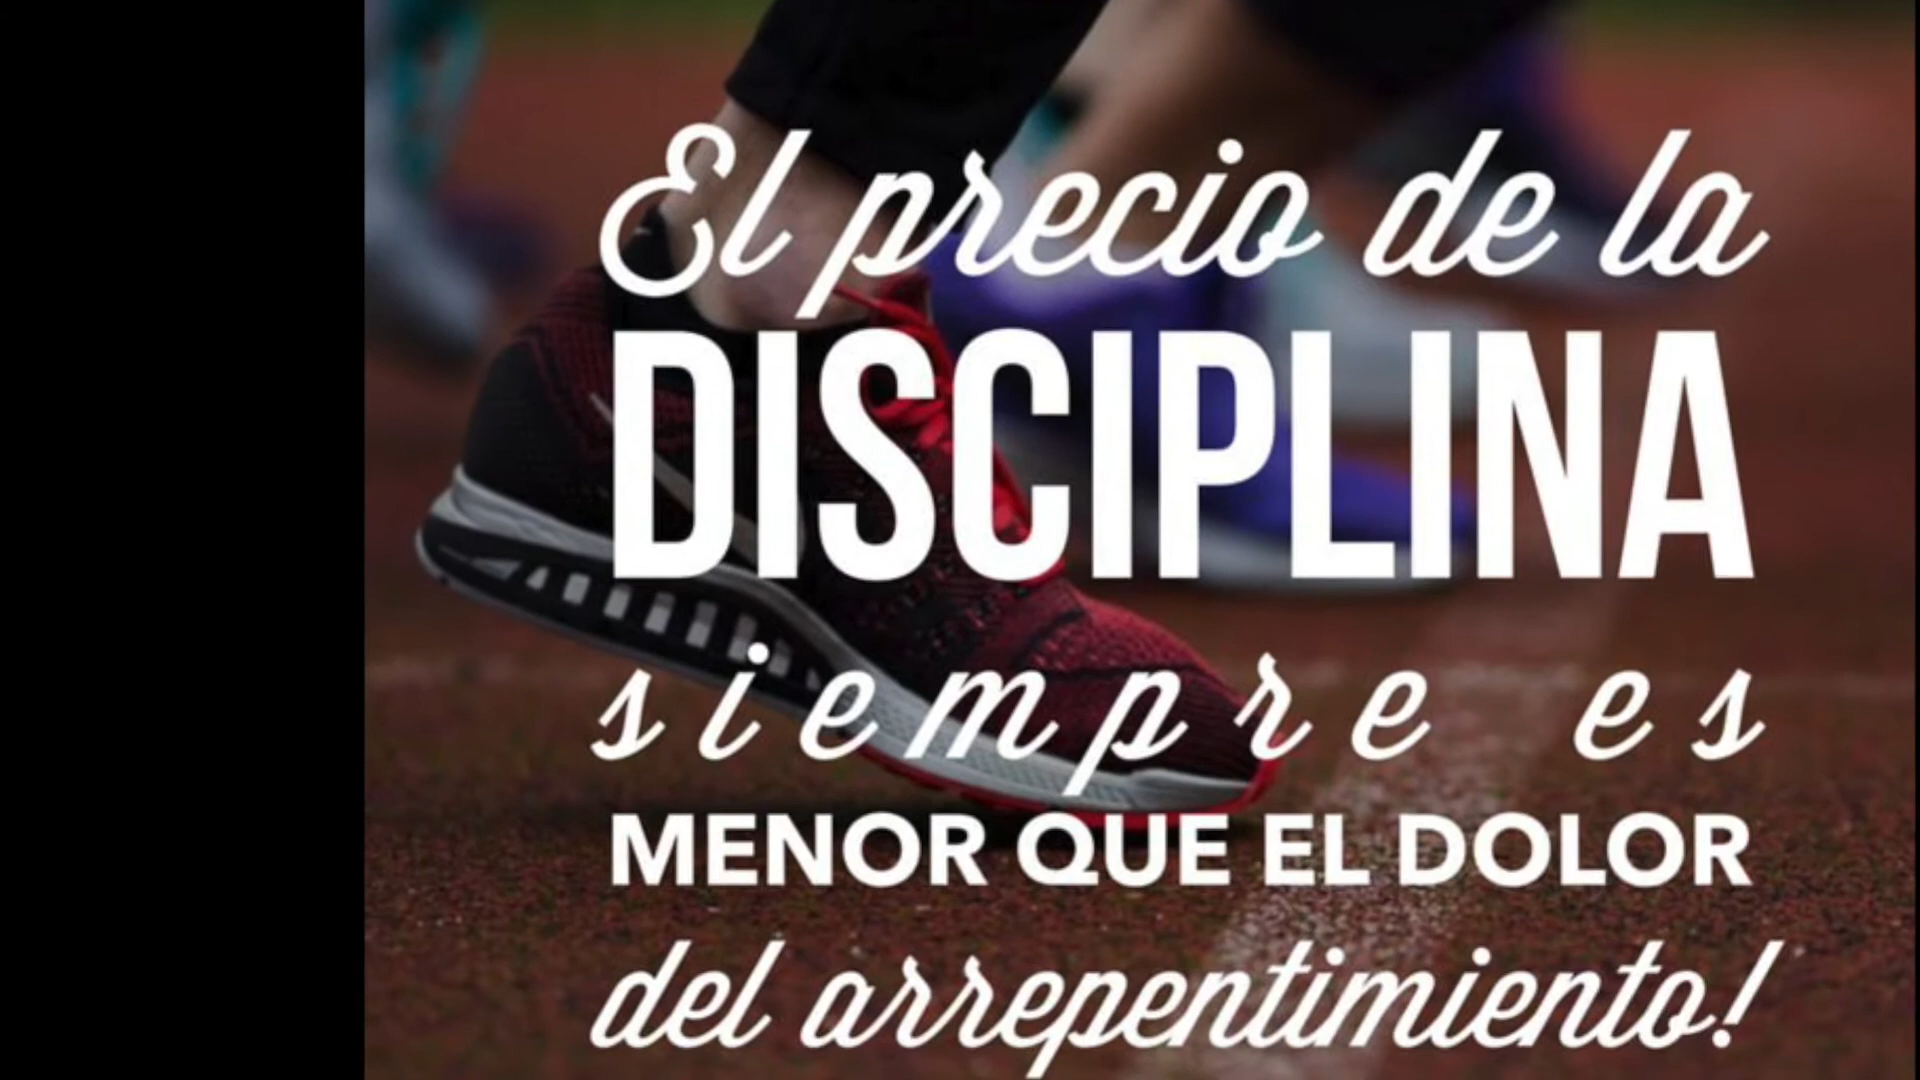 El precio de la
DISCIPLINA
siempre es
MENOR QUE EL DOLOR
del arrepentimiento!